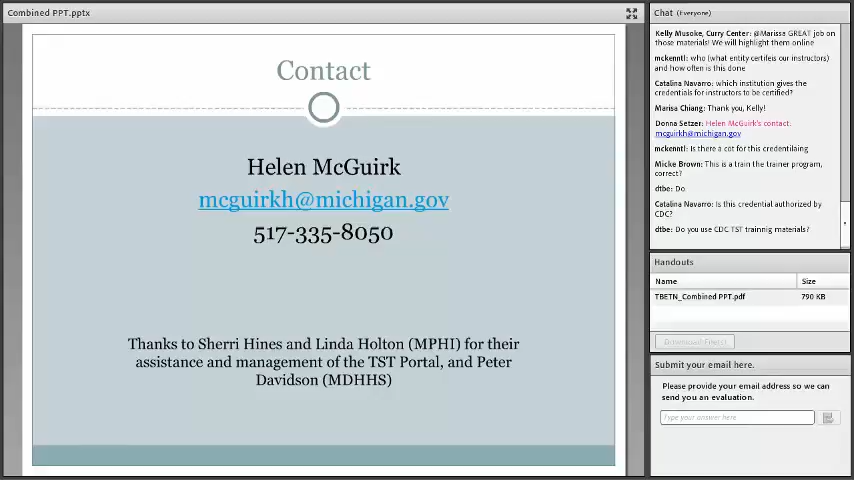 Combined PPT.pptx
Contact
Helen McGuirk
mcguirkh@michigan.gov
517-335-8050
Thanks to Sherri Hines and Linda Holton (MPHI) for their
assistance and management of the TST Portal, and Peter
Davidson (MDHHS)
Chat (Everyone)
Kelly Musoke, Curry Center: @Marissa GREAT job on
those materials! We will highlight them online
mckenntl: who (what entity certifeis our instructors)
and how often is this done
Catalina Navarro: which institution gives the
credentials for instructors to be certified?
Marisa Chiang: Thank you, Kelly!
Donna Setzer: Helen McGuirk's contact:
mcguirkh@michigan.gov
mckenntl: Is there a cot for this credentilaing
Micke Brown: This is a train the trainer program,
correct?
dtbe: Do
Catalina Navarro: Is this credential authorized by
CDC?
dtbe: Do you use CDC TST trainnig materials?
Handouts
Name Size
TBETN_Combined PPT.pdf 790 KB
Download File(s)
Submit your email here.
Please provide your email address so we can
send you an evaluation.
Type your answer here